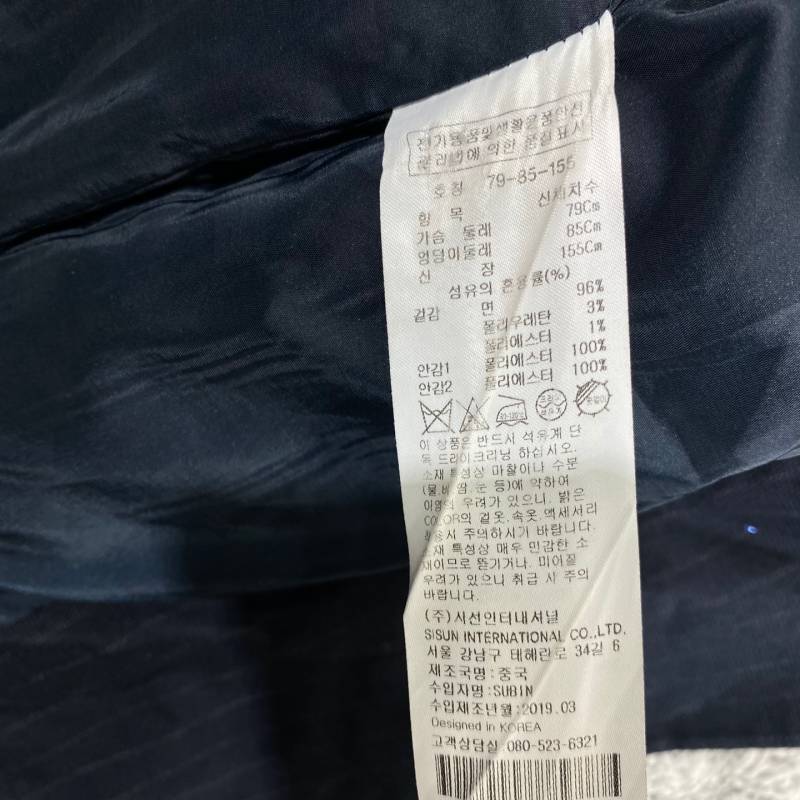 전기용품및생활용품안전
관리법에 의한 품질표시
호칭 79-85-155
항 목 신체치수
가슴 둘레 79Cm
엉덩이둘레 85Cm
신 장 155Cm
섬유의 혼용률(%)
겉감 면 96%
폴리우레탄 3%
폴리에스터 1%
안감1 폴리에스터 100%
안감2 폴리에스터 100%
이 상품은 반드시 석유계 단
독 드라이크리닝 하십시오.
소재 특성상 마찰이나 수분
(물,비,땀,눈 등)에 약하여
이염의 우려가 있으니, 밝은
COLOR의 겉옷,속옷,액세서리
착용시 주의하시기 바랍니다.
소재 특성상 매우 민감한 소
재이므로 뜯기거나, 미어질
우려가 있으니 취급 시 주의
바랍니다.
(주)시선인터내셔널
SISUN INTERNATIONAL CO.,LTD.
서울 강남구 테헤란로 34길 6
제조국명:중국
수입자명:SUBIN
수입제조년월:2019.03
Designed in KOREA
고객상담실:080-523-6321